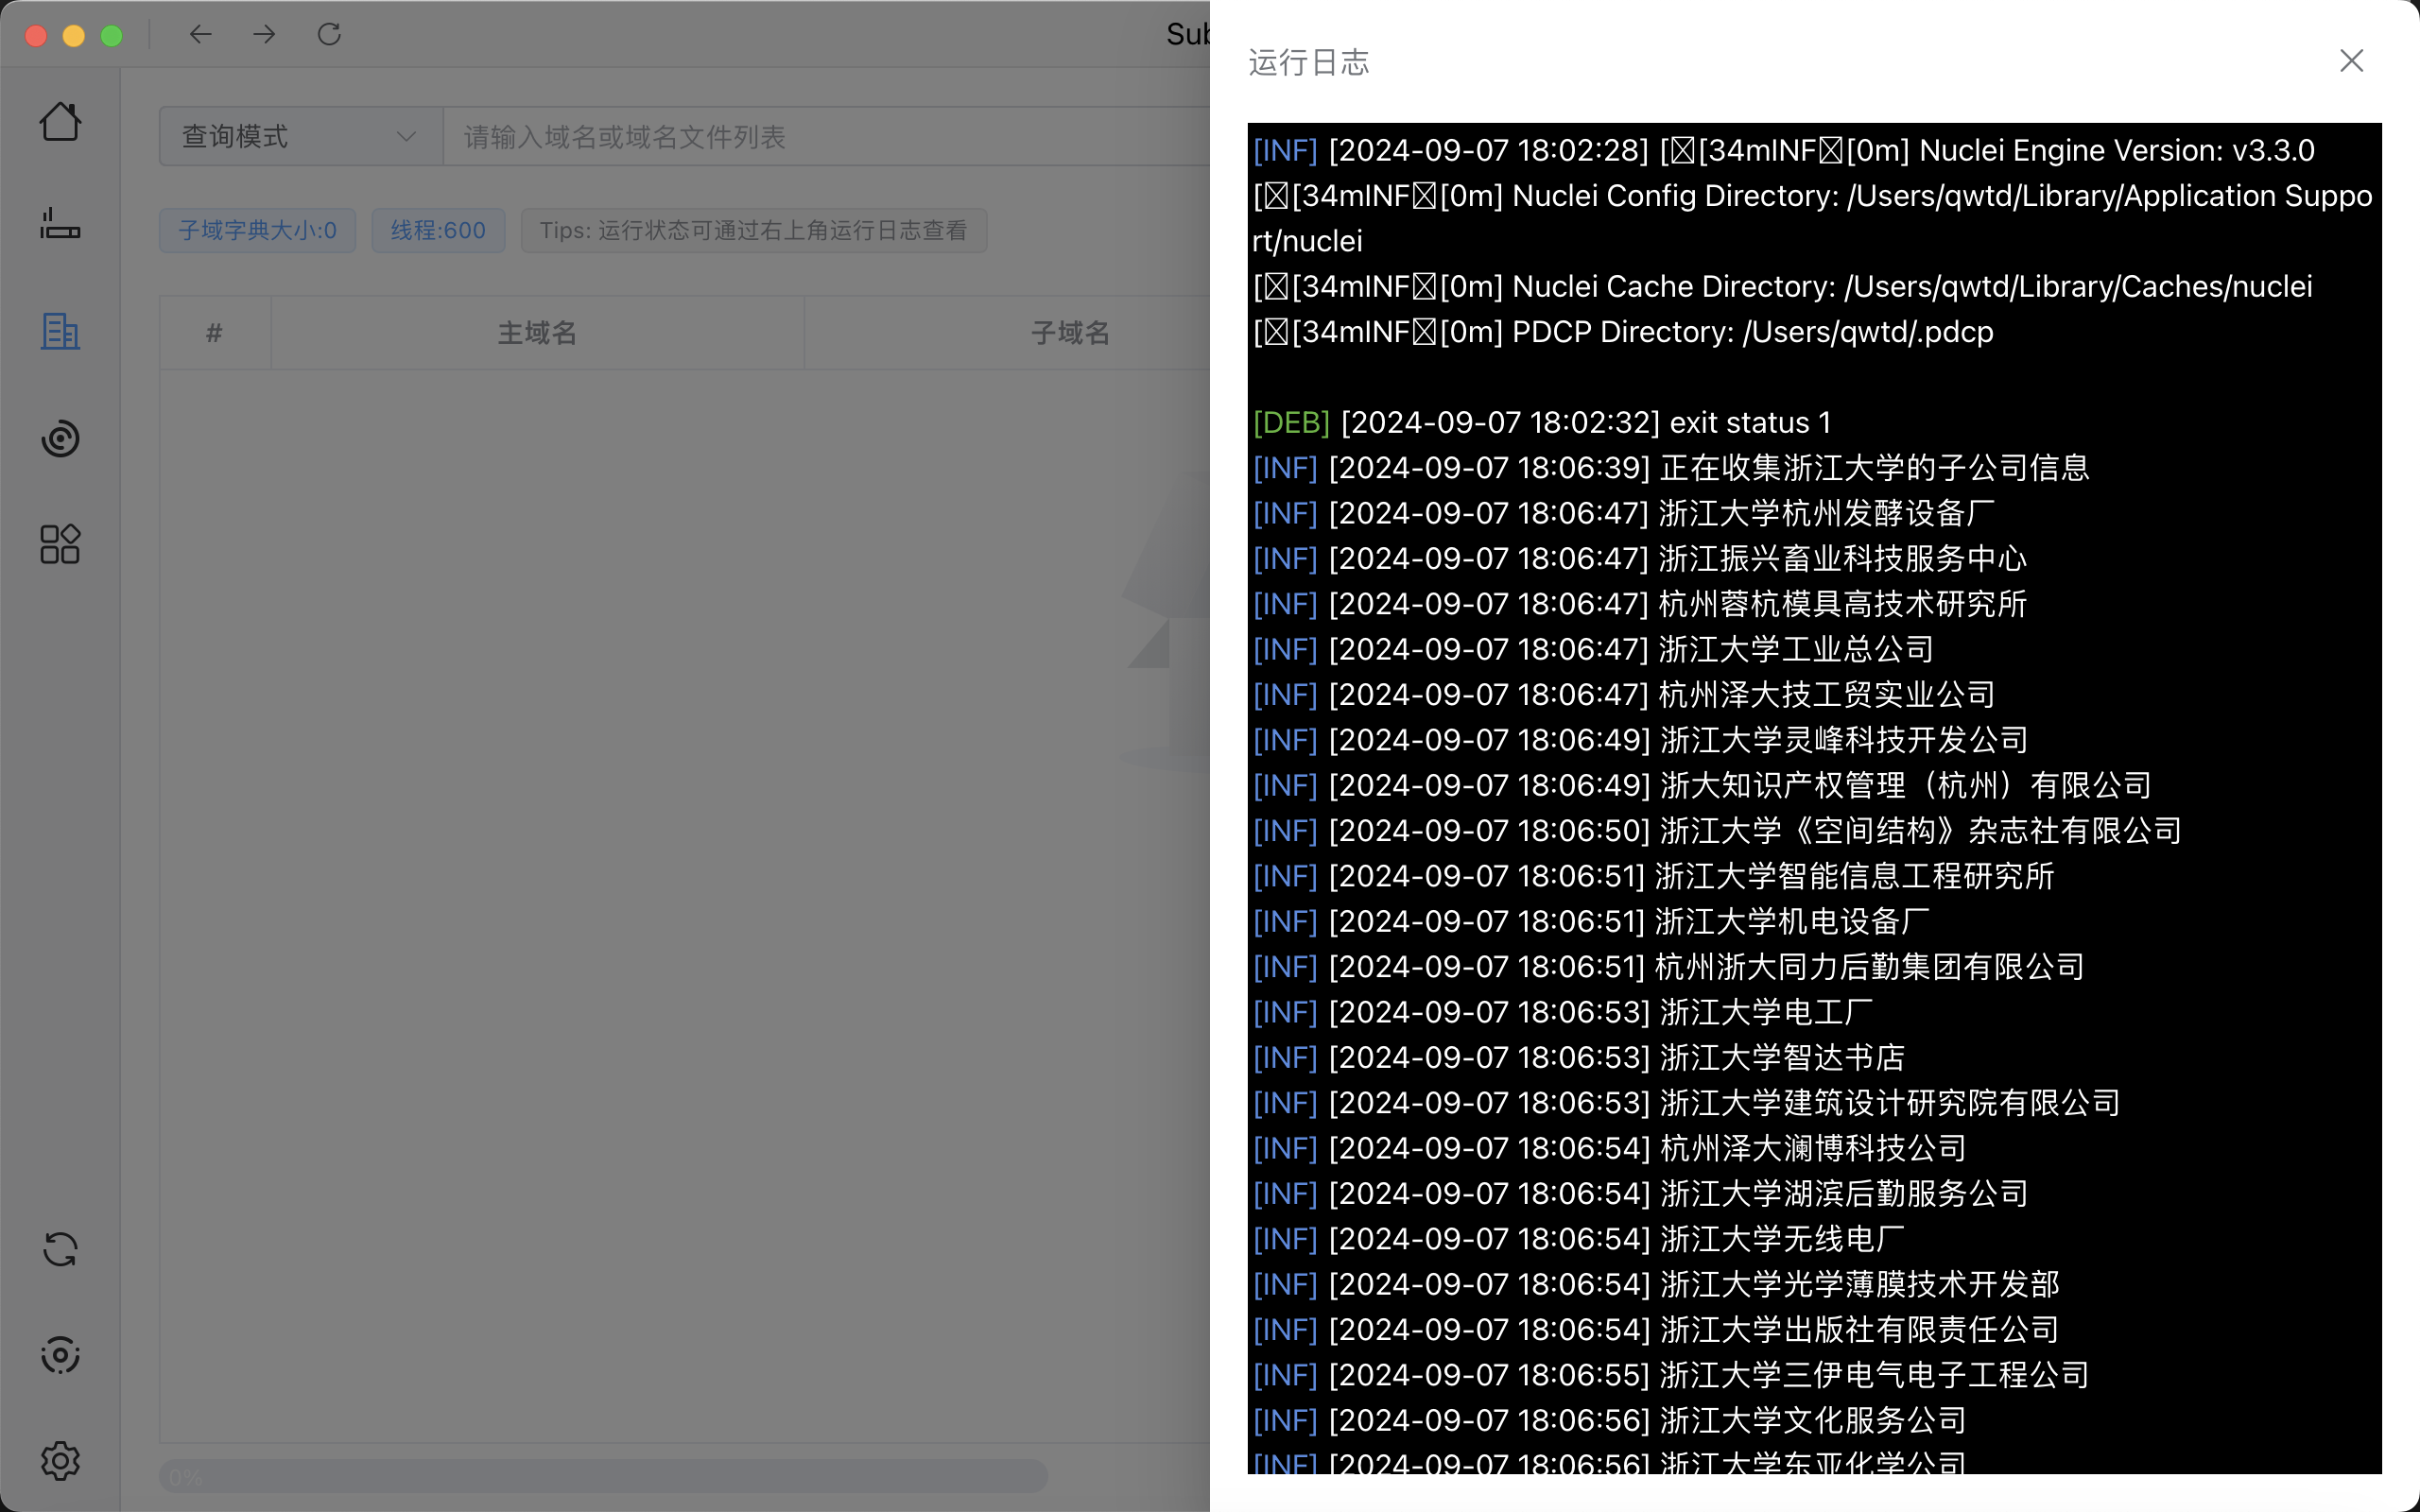 Sub
查询模式
请输入域名或域名文件列表
子域字典大小:0
线程:600
Tips: 运行状态可通过右上角运行日志查看
#
主域名
子域名
0%
运行日志
[INF] [2024-09-07 18:02:28] [[34mINF[0m] Nuclei Engine Version: v3.3.0
[[34mINF[0m] Nuclei Config Directory: /Users/qwtd/Library/Application Suppo
rt/nuclei
[[34mINF[0m] Nuclei Cache Directory: /Users/qwtd/Library/Caches/nuclei
[[34mINF[0m] PDCP Directory: /Users/qwtd/.pdcp
[DEB] [2024-09-07 18:02:32] exit status 1
[INF] [2024-09-07 18:06:39] 正在收集浙江大学的子公司信息
[INF] [2024-09-07 18:06:47] 浙江大学杭州发酵设备厂
[INF] [2024-09-07 18:06:47] 浙江振兴畜业科技服务中心
[INF] [2024-09-07 18:06:47] 杭州蓉杭模具高技术研究所
[INF] [2024-09-07 18:06:47] 浙江大学工业总公司
[INF] [2024-09-07 18:06:47] 杭州泽大技工贸实业公司
[INF] [2024-09-07 18:06:49] 浙江大学灵峰科技开发公司
[INF] [2024-09-07 18:06:49] 浙大知识产权管理（杭州）有限公司
[INF] [2024-09-07 18:06:50] 浙江大学《空间结构》杂志社有限公司
[INF] [2024-09-07 18:06:51] 浙江大学智能信息工程研究所
[INF] [2024-09-07 18:06:51] 浙江大学机电设备厂
[INF] [2024-09-07 18:06:51] 杭州浙大同力后勤集团有限公司
[INF] [2024-09-07 18:06:53] 浙江大学电工厂
[INF] [2024-09-07 18:06:53] 浙江大学智达书店
[INF] [2024-09-07 18:06:53] 浙江大学建筑设计研究院有限公司
[INF] [2024-09-07 18:06:54] 杭州泽大澜博科技公司
[INF] [2024-09-07 18:06:54] 浙江大学湖滨后勤服务公司
[INF] [2024-09-07 18:06:54] 浙江大学无线电厂
[INF] [2024-09-07 18:06:54] 浙江大学光学薄膜技术开发部
[INF] [2024-09-07 18:06:54] 浙江大学出版社有限责任公司
[INF] [2024-09-07 18:06:55] 浙江大学三伊电气电子工程公司
[INF] [2024-09-07 18:06:56] 浙江大学文化服务公司
[INF] [2024-09-07 18:06:56] 浙江大学东亚化学公司